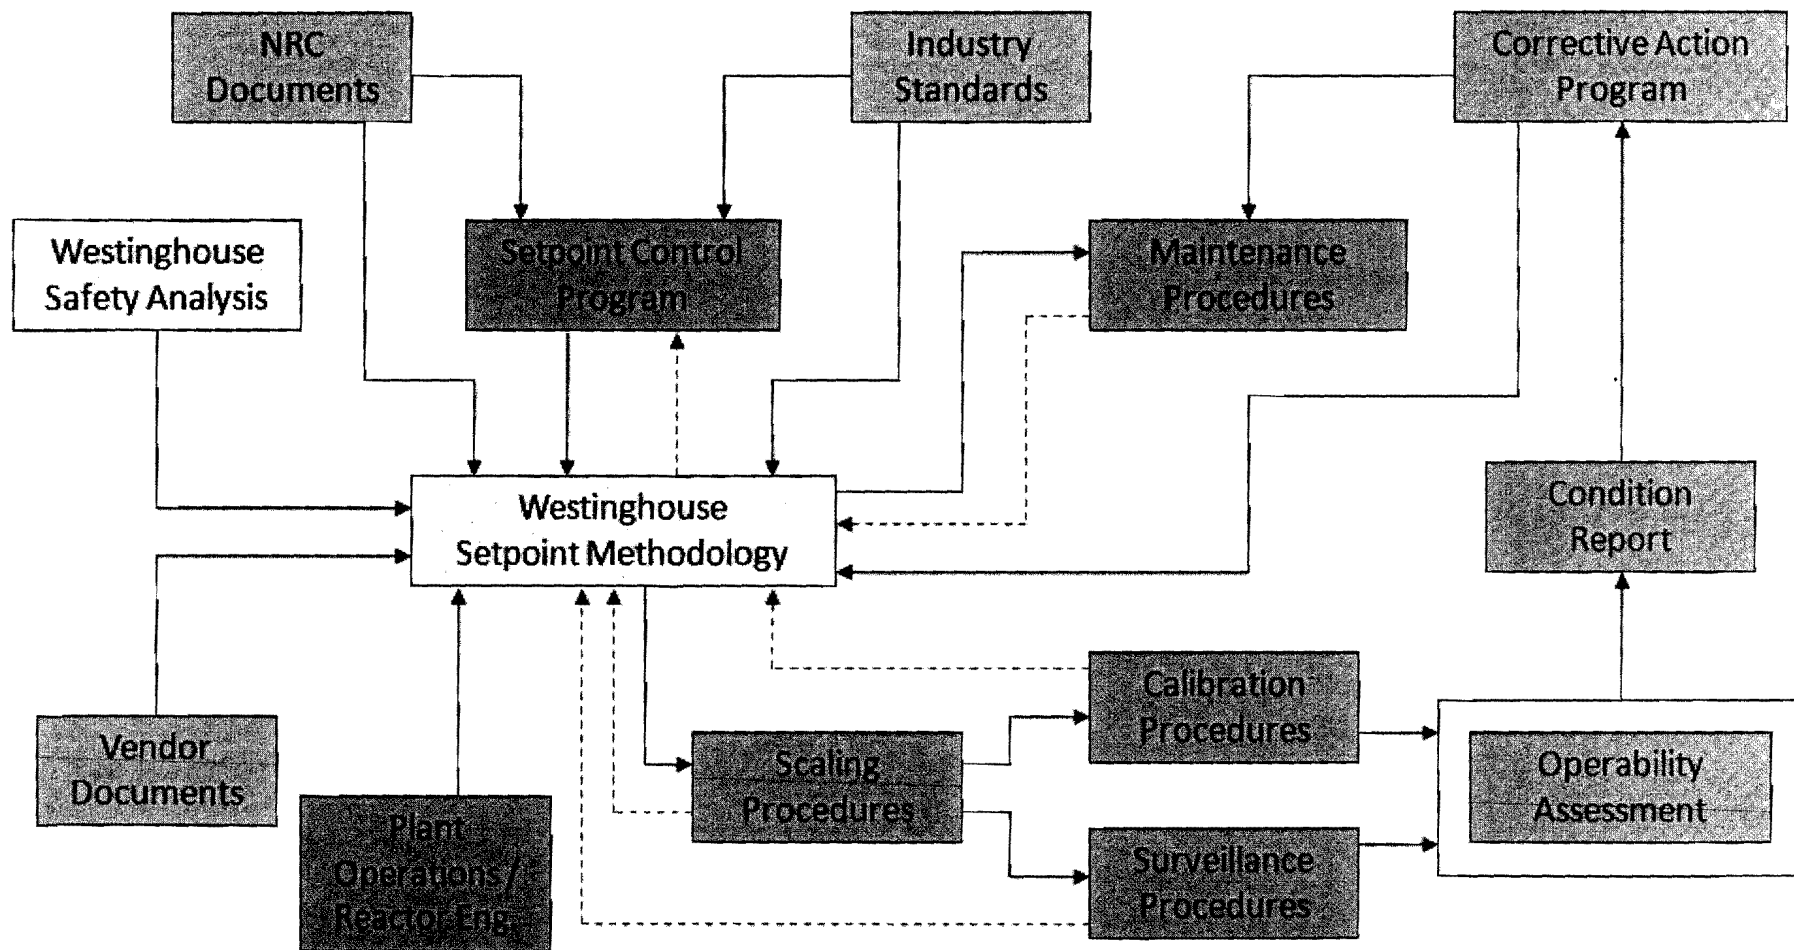 NRC
Documents
Industry
Standards
Corrective Action
Program
Westinghouse
Safety Analysis
Setpoint Control
Program
Maintenance
Procedures
Westinghouse
Setpoint Methodology
Condition
Report
Vendor
Documents
Plant
Operations /
Reactor Eng.
Scaling
Procedures
Calibration
Procedures
Surveillance
Procedures
Operability
Assessment